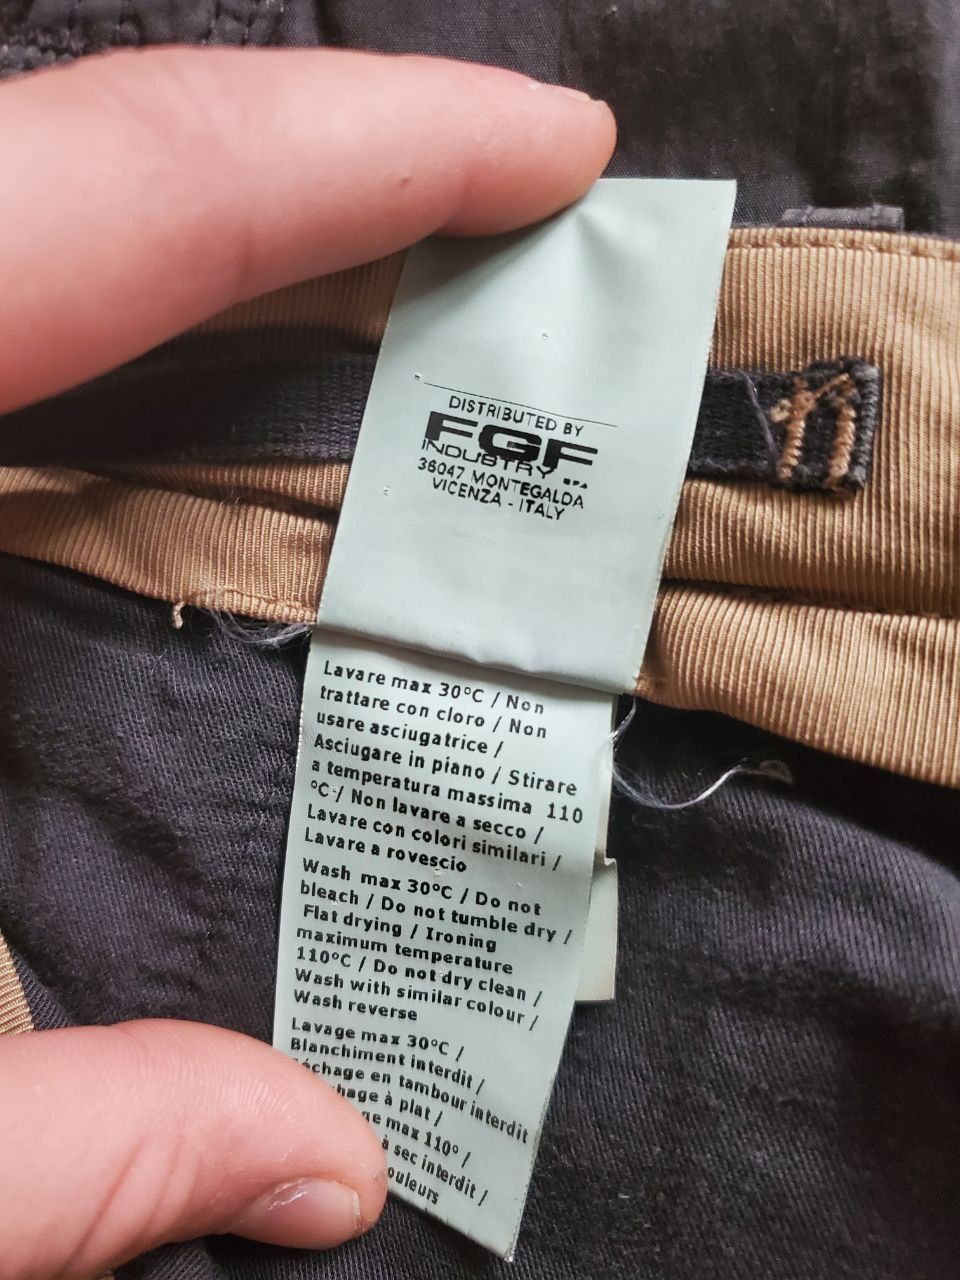 DISTRIBUTED BY
FGF
INDUSTRY
36047 MONTEGALDA
VICENZA - ITALY
Lavare max 30°C / Non
trattare con cloro / Non
usare asciugatrice /
Asciugare in piano / Stirare
a temperatura massima 110
°C / Non lavare a secco /
Lavare con colori similari /
Lavare a rovescio
Wash max 30°C / Do not
bleach / Do not tumble dry /
Flat drying / Ironing
maximum temperature
110°C / Do not dry clean /
Wash with similar colour /
Wash reverse
Lavage max 30°C /
Blanchiment interdit /
en tambour interdit
à plat /
max 110° /
à sec interdit /